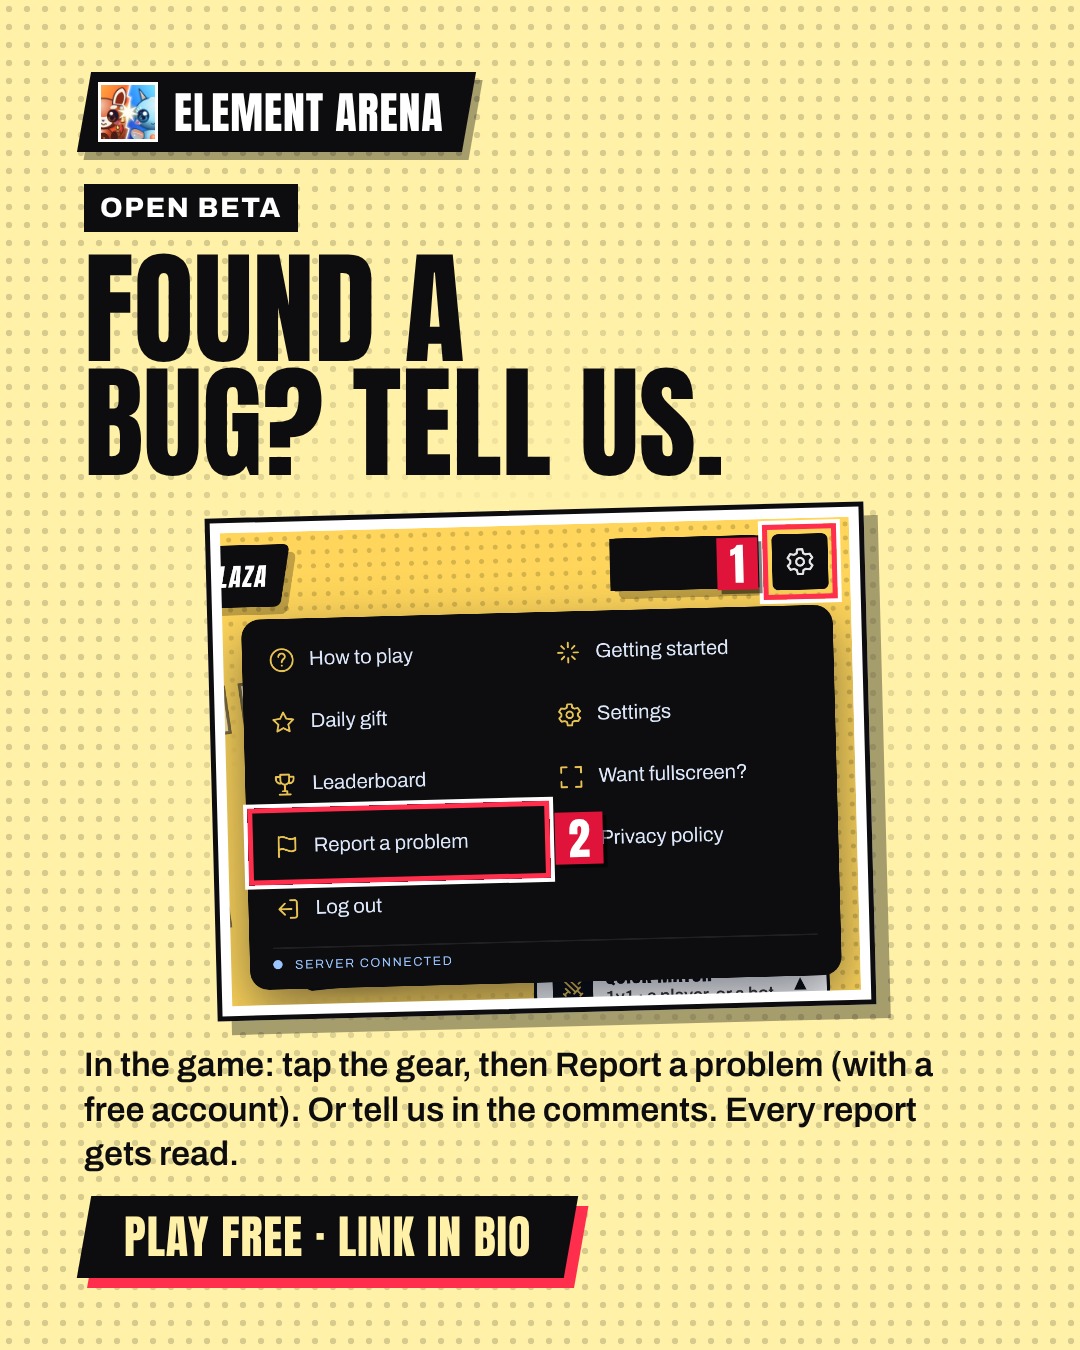 ELEMENT ARENA
OPEN BETA
FOUND A
BUG? TELL US.
LAZA
1
How to play
Getting started
Daily gift
Settings
Leaderboard
Want fullscreen?
Report a problem
2
Privacy policy
Log out
SERVER CONNECTED
In the game: tap the gear, then Report a problem (with a
free account). Or tell us in the comments. Every report
gets read.
PLAY FREE · LINK IN BIO